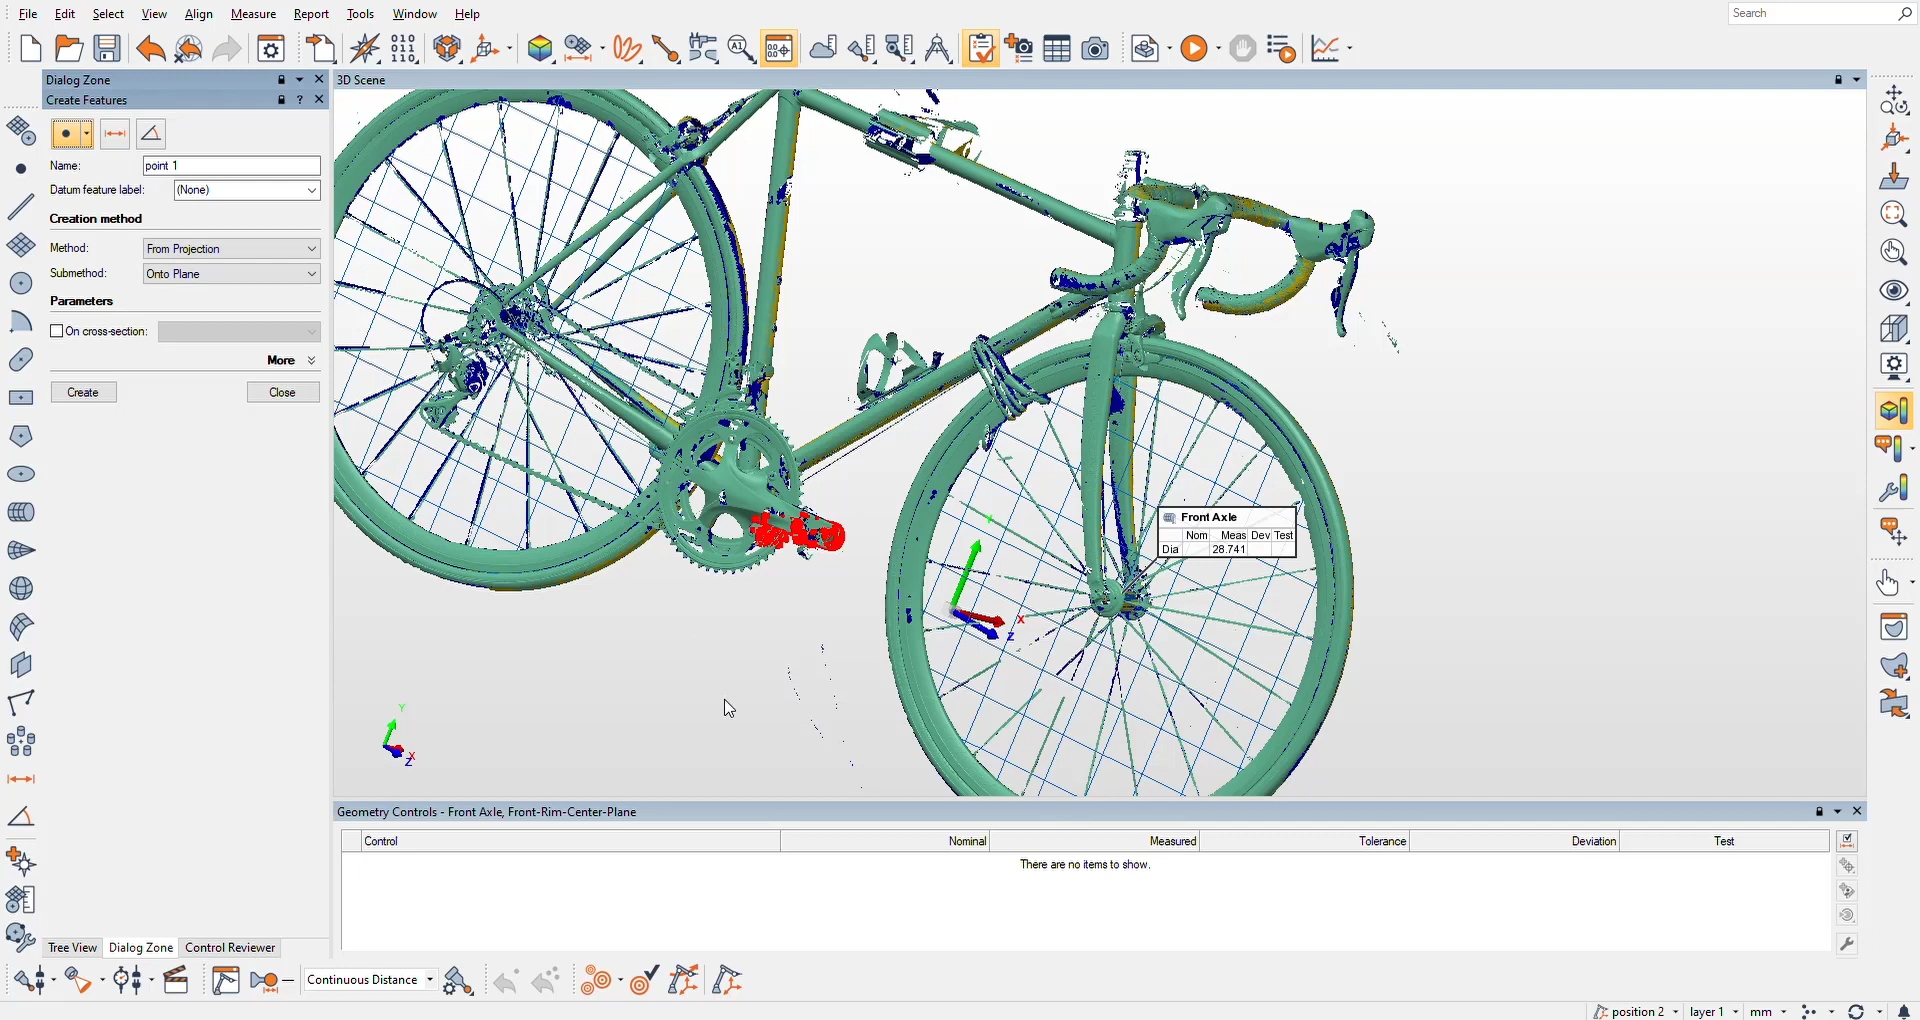 File Edit Select View Align Measure Report Tools Window Help
Search
Dialog Zone
3D Scene
Create Features
Name: point 1
Datum feature label: (None)
Creation method
Method: From Projection
Submethod: Onto Plane
Parameters
On cross-section:
More
Create Close
Front Axle
Nom Meas Dev Test
Dia 28.741
Y
X
Z
Y
X
Z
Geometry Controls - Front Axle, Front-Rim-Center-Plane
Control Nominal Measured Tolerance Deviation Test
There are no items to show.
Tree View Dialog Zone Control Reviewer
Continuous Distance
position 2 layer 1 mm